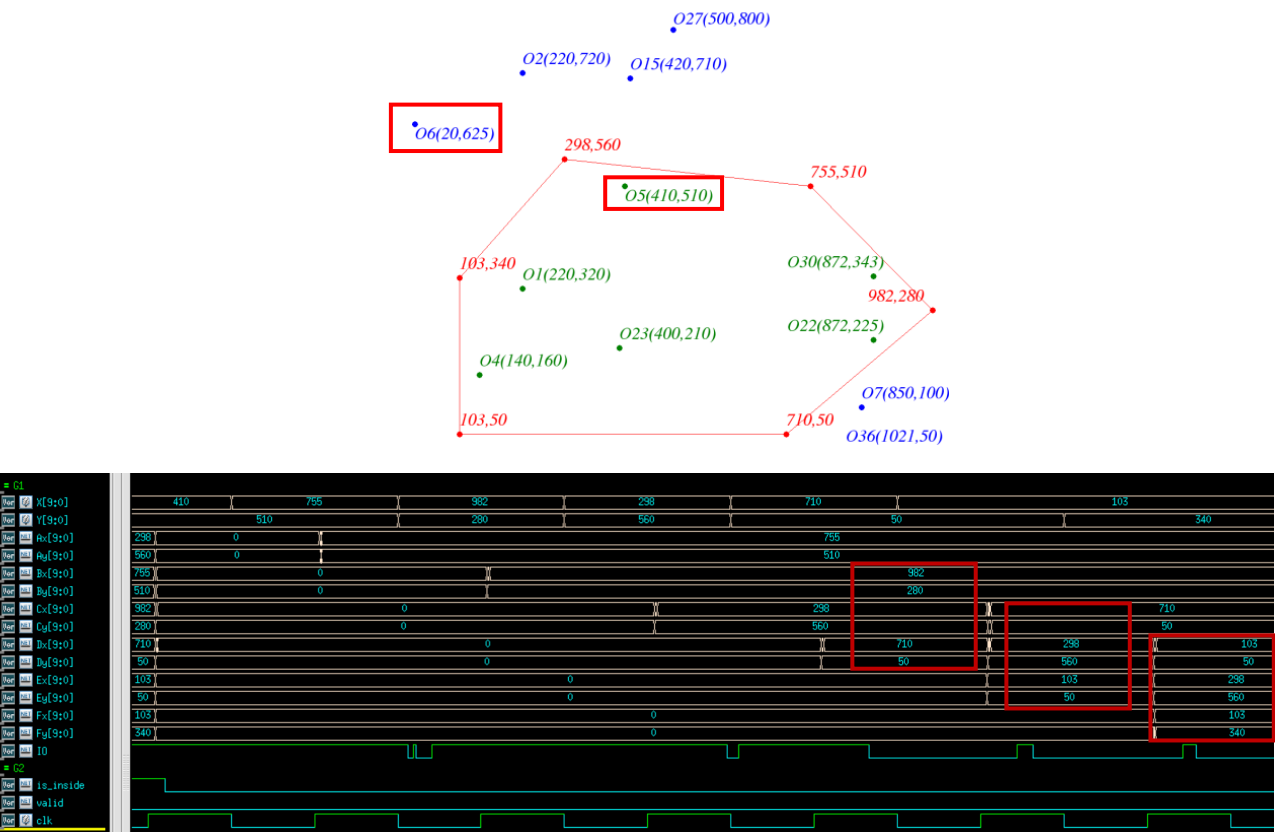 O27(500,800)
O2(220,720)
O15(420,710)
O6(20,625)
298,560
755,510
O5(410,510)
103,340
O1(220,320)
O30(872,343)
982,280
O23(400,210)
O22(872,225)
O4(140,160)
O7(850,100)
103,50
710,50
O36(1021,50)
= G1
X[9:0] 410 755 982 298 710 103
Y[9:0] 510 280 560 50 340
Ax[9:0] 298 0 755
Ay[9:0] 560 0 510
Bx[9:0] 755 0 982
By[9:0] 510 0 280
Cx[9:0] 982 0 298 710
Cy[9:0] 280 0 560 50
Dx[9:0] 710 0 710 298 103
Dy[9:0] 50 0 50 560 50
Ex[9:0] 103 0 103 298
Ey[9:0] 50 0 50 560
Fx[9:0] 103 0 103
Fy[9:0] 340 0 340
IO
= G2
is_inside
valid
clk